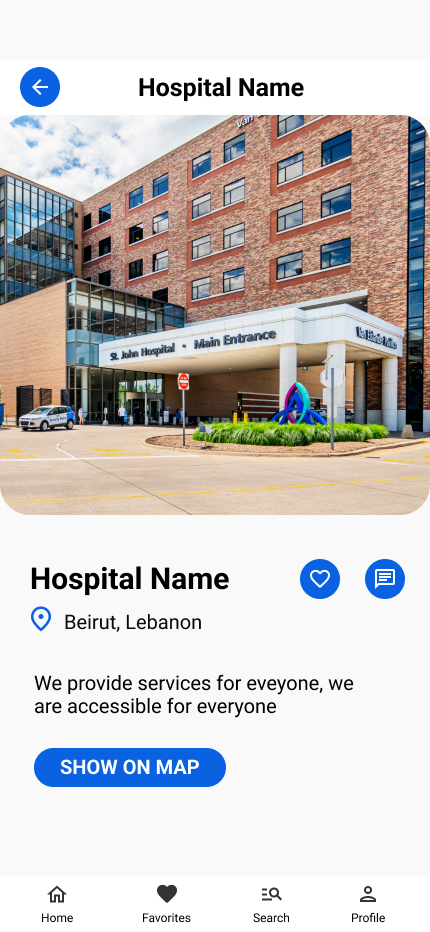 Hospital Name
Van
St. John Hospital • Main Entrance
Hospital Name
Beirut, Lebanon
We provide services for eveyone, we
are accessible for everyone
SHOW ON MAP
Home
Favorites
Search
Profile